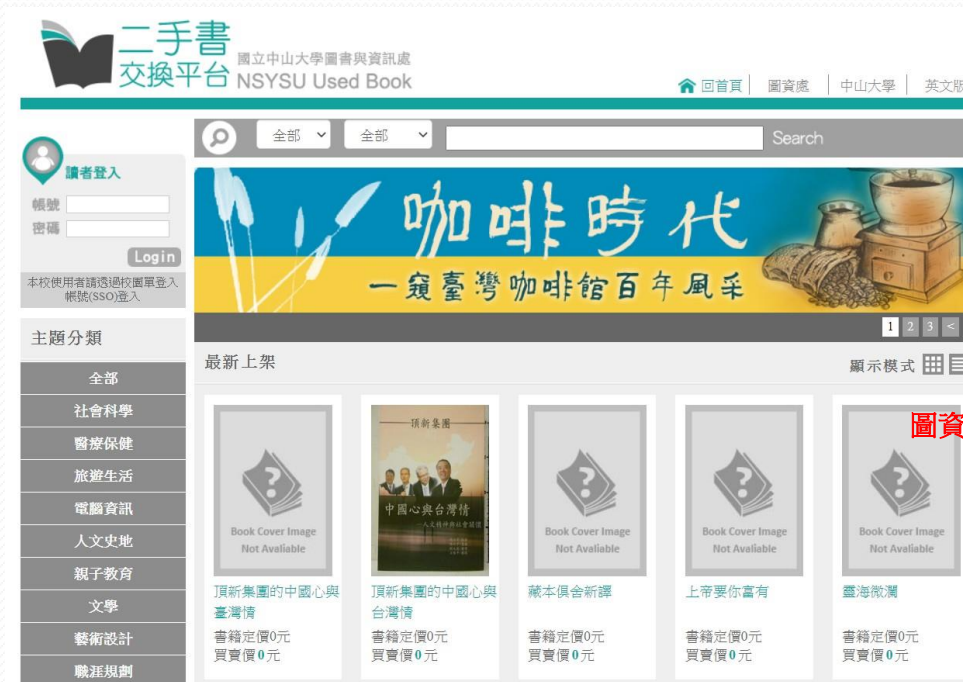 二手書
交換平台
國立中山大學圖書與資訊處
NSYSU Used Book
回首頁
圖資處
中山大學
英文版
讀者登入
帳號
密碼
Login
本校使用者請透過校園單登入
帳號(SSO)登入
主題分類
全部
社會科學
醫療保健
旅遊生活
電腦資訊
人文史地
親子教育
文學
藝術設計
職涯規劃
全部
全部
Search
咖啡時代
一窺臺灣咖啡館百年風采
1 2 3 <
最新上架
顯示模式
Book Cover Image
Not Avaliable
頂新集團的中國心與
臺灣情
書籍定價0元
買賣價0元
頂新集團
中國心與台灣情
頂新集團的中國心與
台灣情
書籍定價0元
買賣價0元
Book Cover Image
Not Avaliable
藏本俱舍新譯
書籍定價0元
買賣價0元
Book Cover Image
Not Avaliable
上帝要你富有
書籍定價0元
買賣價0元
圖資
Book Cover Image
Not Avaliable
靈海微瀾
書籍定價0元
買賣價0元